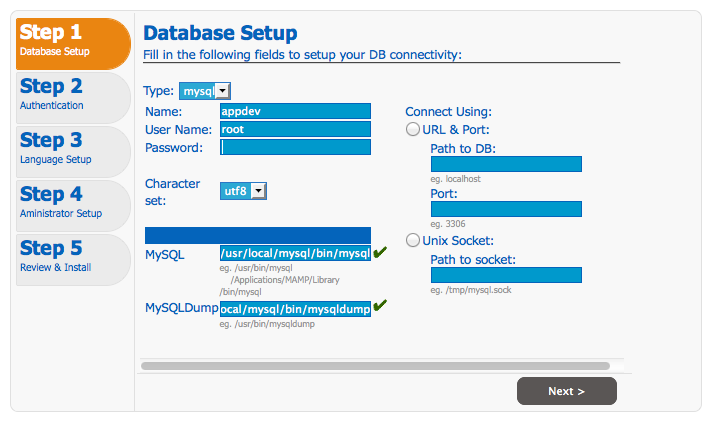 Step 1
Database Setup
Step 2
Authentication
Step 3
Language Setup
Step 4
Aministrator Setup
Step 5
Review & Install
Database Setup
Fill in the following fields to setup your DB connectivity:
Type: mysql
Name: appdev
User Name: root
Password:
Character
set: utf8
MySQL /usr/local/mysql/bin/mysql
eg. /usr/bin/mysql
/Applications/MAMP/Library
/bin/mysql
MySQLDump ocal/mysql/bin/mysqldump
eg. /usr/bin/mysqldump
Connect Using:
URL & Port:
Path to DB:
eg. localhost
Port:
eg. 3306
Unix Socket:
Path to socket:
eg. /tmp/mysql.sock
Next >